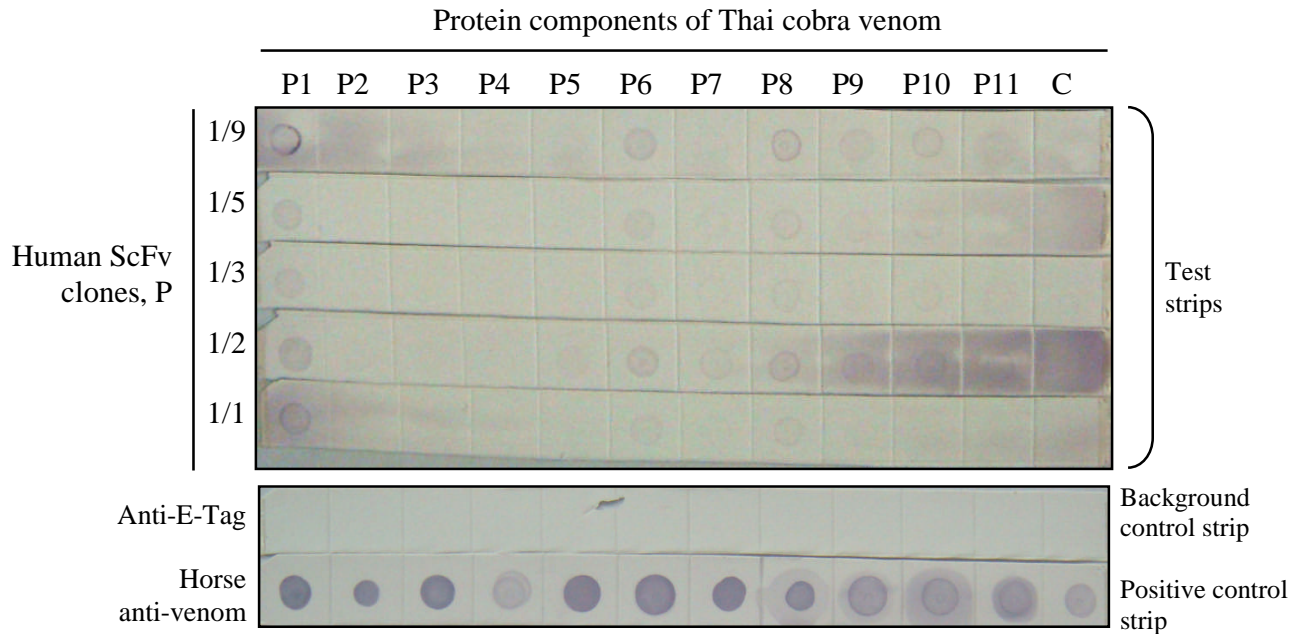 Protein components of Thai cobra venom
P1 P2 P3 P4 P5 P6 P7 P8 P9 P10 P11 C
1/9
1/5
1/3
1/2
1/1
Human ScFv
clones, P
Test
strips
Anti-E-Tag
Background
control strip
Horse
anti-venom
Positive control
strip